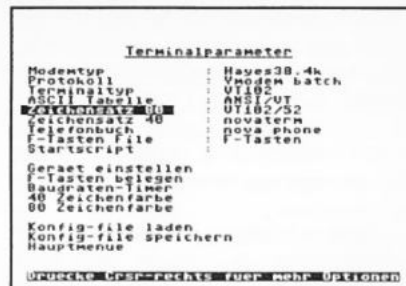 Terminalparameter
Modemtyp : Hayes38.4k
Protokoll : Ymodem batch
Terminaltyp : VT102
ASCII Tabelle : ANSI/VT
Zeichensatz 80 : VT102/52
Zeichensatz 40 : novaterm
Telefonbuch : nova phone
F-Tasten File : F-Tasten
Startscript :
Geraet einstellen
F-Tasten belegen
Baudraten-Timer
40 Zeichenfarbe
80 Zeichenfarbe
Konfig-file laden
Konfig-file speichern
Hauptmenue
Druecke Crsr-rechts fuer mehr Optionen